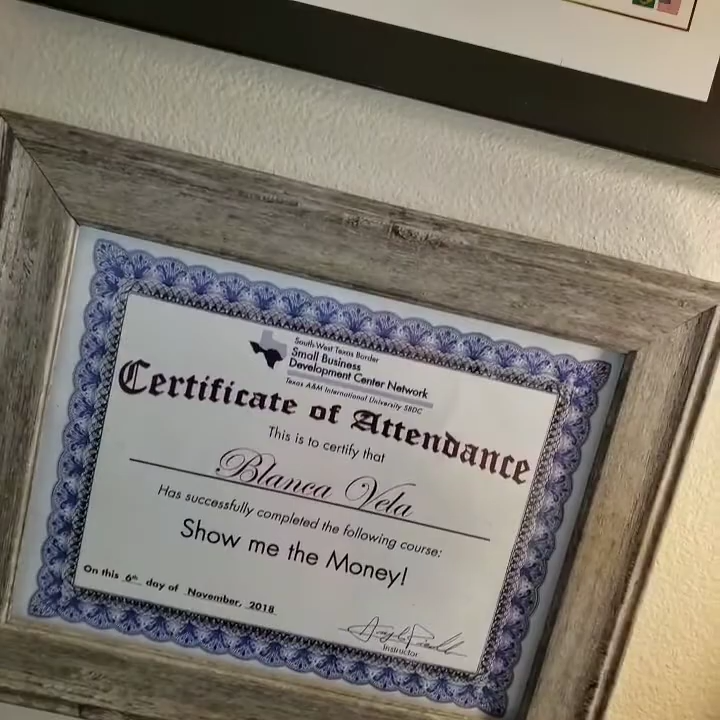 South West Texas Border
Small Business
Development Center Network
Texas A&M International University SBDC
Certificate of Attendance
This is to certify that
Blanca Vela
Has successfully completed the following course:
Show me the Money!
On this 6th day of November, 2018
Instructor